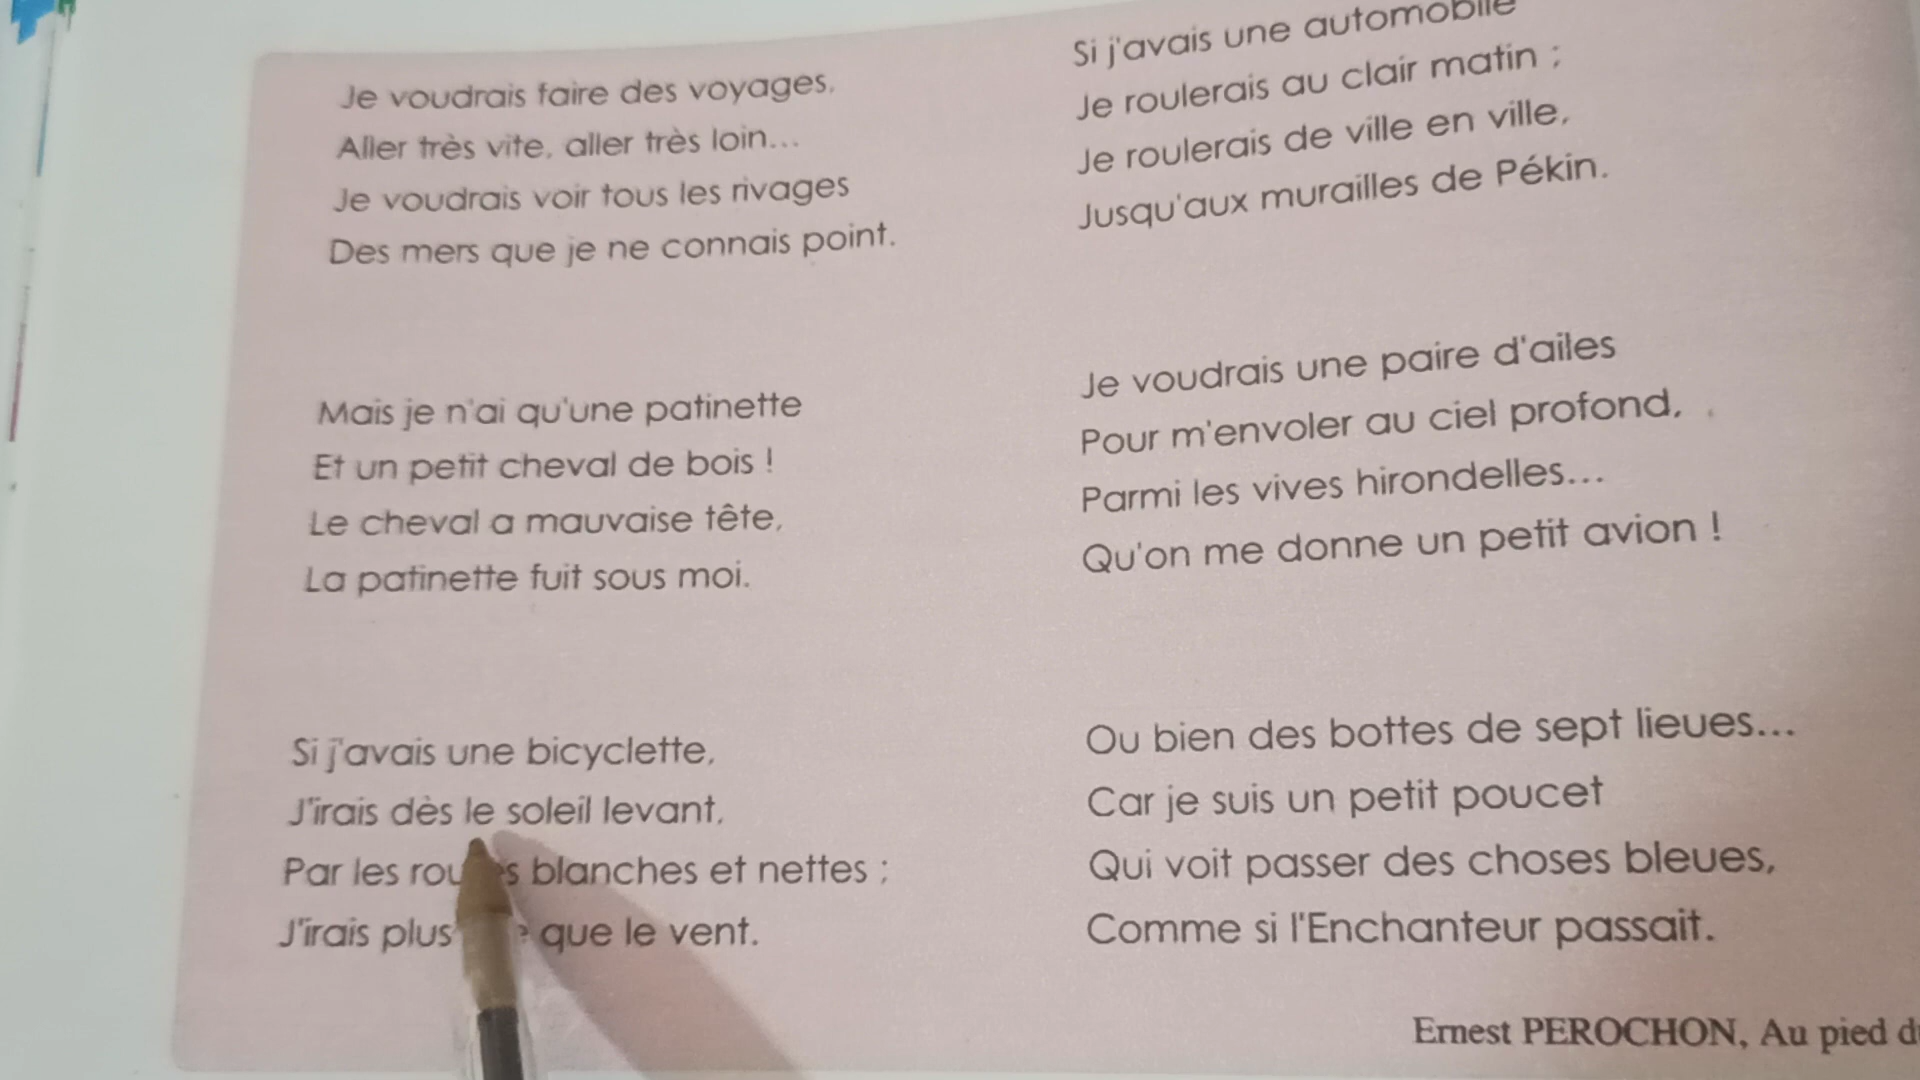 Je voudrais faire des voyages,
Aller très vite, aller très loin...
Je voudrais voir tous les rivages
Des mers que je ne connais point.
Mais je n'ai qu'une patinette
Et un petit cheval de bois !
Le cheval a mauvaise tête,
La patinette fuit sous moi.
Si j'avais une bicyclette,
J'irais dès le soleil levant,
Par les blanches et nettes ;
J'irais plus que le vent.
Si j'avais une automobile
Je roulerais au clair matin ;
Je roulerais de ville en ville,
Jusqu'aux murailles de Pékin.
Je voudrais une paire d'ailes
Pour m'envoler au ciel profond,
Parmi les vives hirondelles...
Qu'on me donne un petit avion !
Ou bien des bottes de sept lieues...
Car je suis un petit poucet
Qui voit passer des choses bleues,
Comme si l'Enchanteur passait.
Ernest PEROCHON, Au pied